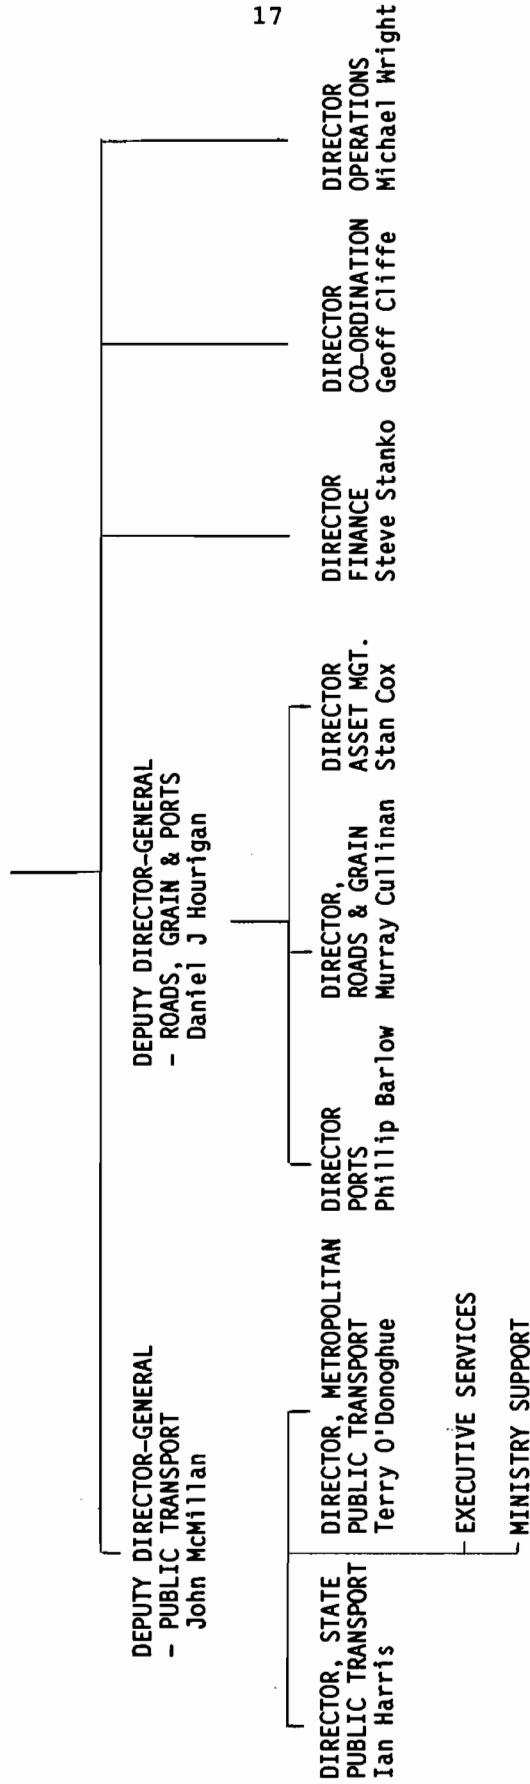 17
DEPUTY DIRECTOR-GENERAL
- PUBLIC TRANSPORT
John McMillan
DEPUTY DIRECTOR-GENERAL
- ROADS, GRAIN & PORTS
Daniel J Hourigan
DIRECTOR, STATE
PUBLIC TRANSPORT
Ian Harris
DIRECTOR, METROPOLITAN
PUBLIC TRANSPORT
Terry O'Donoghue
EXECUTIVE SERVICES
MINISTRY SUPPORT
DIRECTOR
PORTS
Phillip Barlow
DIRECTOR,
ROADS & GRAIN
Murray Cullinan
DIRECTOR
ASSET MGT.
Stan Cox
DIRECTOR
FINANCE
Steve Stanko
DIRECTOR
CO-ORDINATION
Geoff Cliffe
DIRECTOR
OPERATIONS
Michael Wright